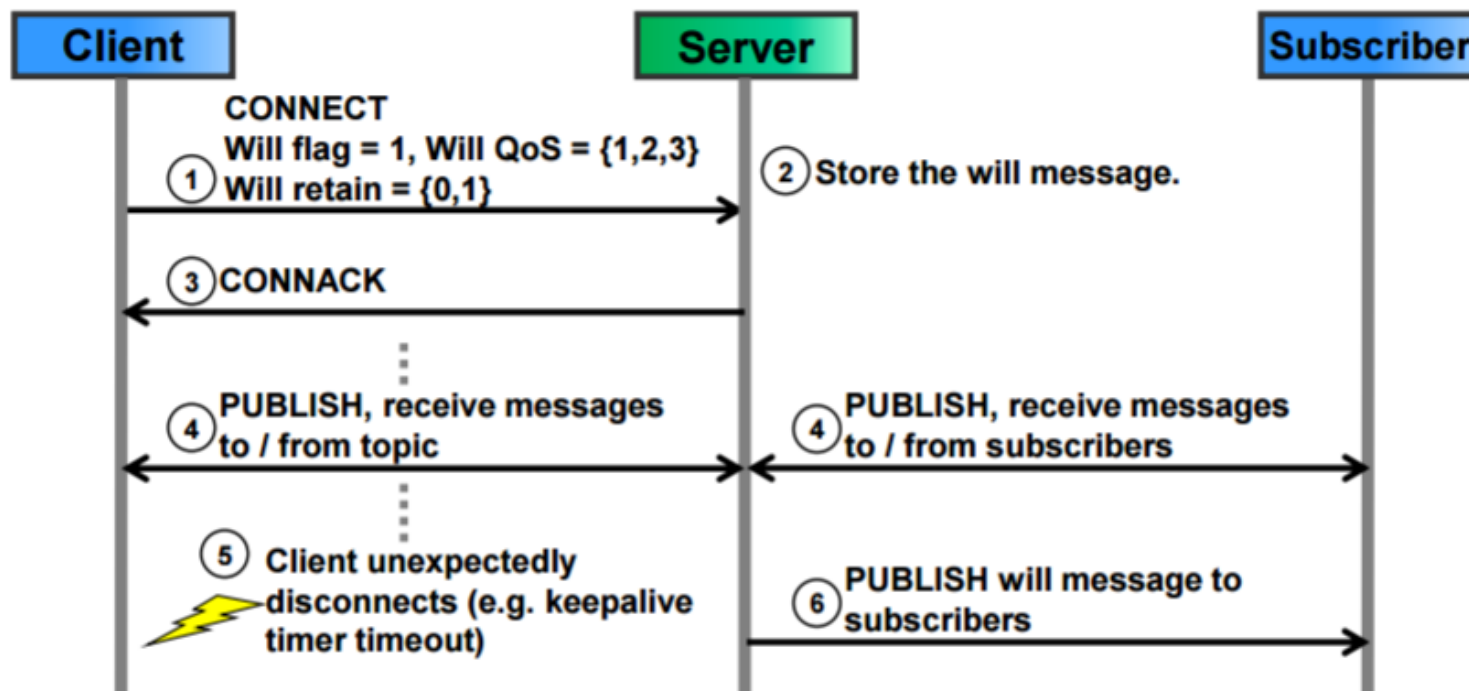 Client
Server
Subscriber
CONNECT
Will flag = 1, Will QoS = {1,2,3}
1
Will retain = {0,1}
2 Store the will message.
3 CONNACK
4 PUBLISH, receive messages
to / from topic
4 PUBLISH, receive messages
to / from subscribers
5 Client unexpectedly
disconnects (e.g. keepalive
timer timeout)
6 PUBLISH will message to
subscribers